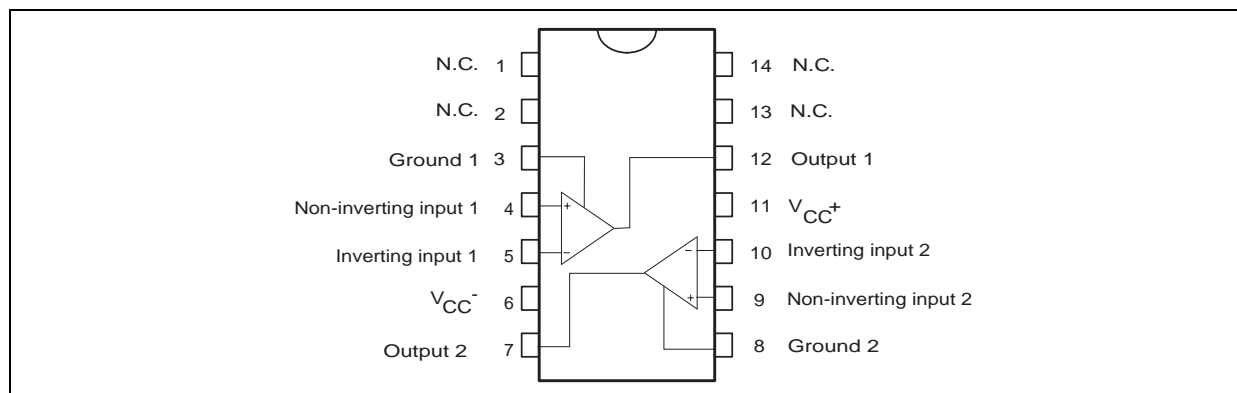 N.C. 1 14 N.C.
N.C. 2 13 N.C.
Ground 1 3 12 Output 1
Non-inverting input 1 4 + 11 VCC+
Inverting input 1 5 − − 10 Inverting input 2
VCC- 6 + 9 Non-inverting input 2
Output 2 7 8 Ground 2